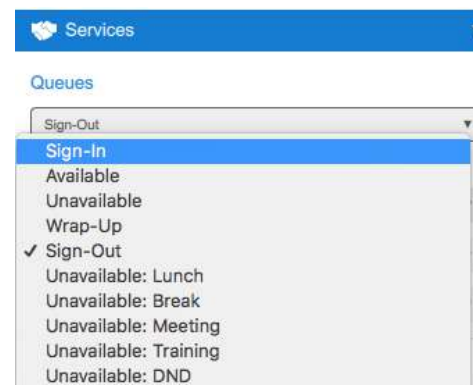 Services
Queues
Sign-Out
Sign-In
Available
Unavailable
Wrap-Up
✓ Sign-Out
Unavailable: Lunch
Unavailable: Break
Unavailable: Meeting
Unavailable: Training
Unavailable: DND